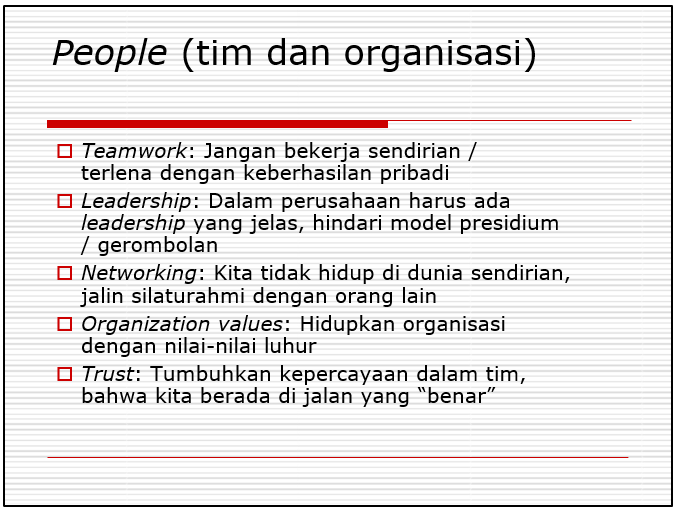 People (tim dan organisasi)
Teamwork: Jangan bekerja sendirian /
terlena dengan keberhasilan pribadi
Leadership: Dalam perusahaan harus ada
leadership yang jelas, hindari model presidium
/ gerombolan
Networking: Kita tidak hidup di dunia sendirian,
jalin silaturahmi dengan orang lain
Organization values: Hidupkan organisasi
dengan nilai-nilai luhur
Trust: Tumbuhkan kepercayaan dalam tim,
bahwa kita berada di jalan yang “benar”